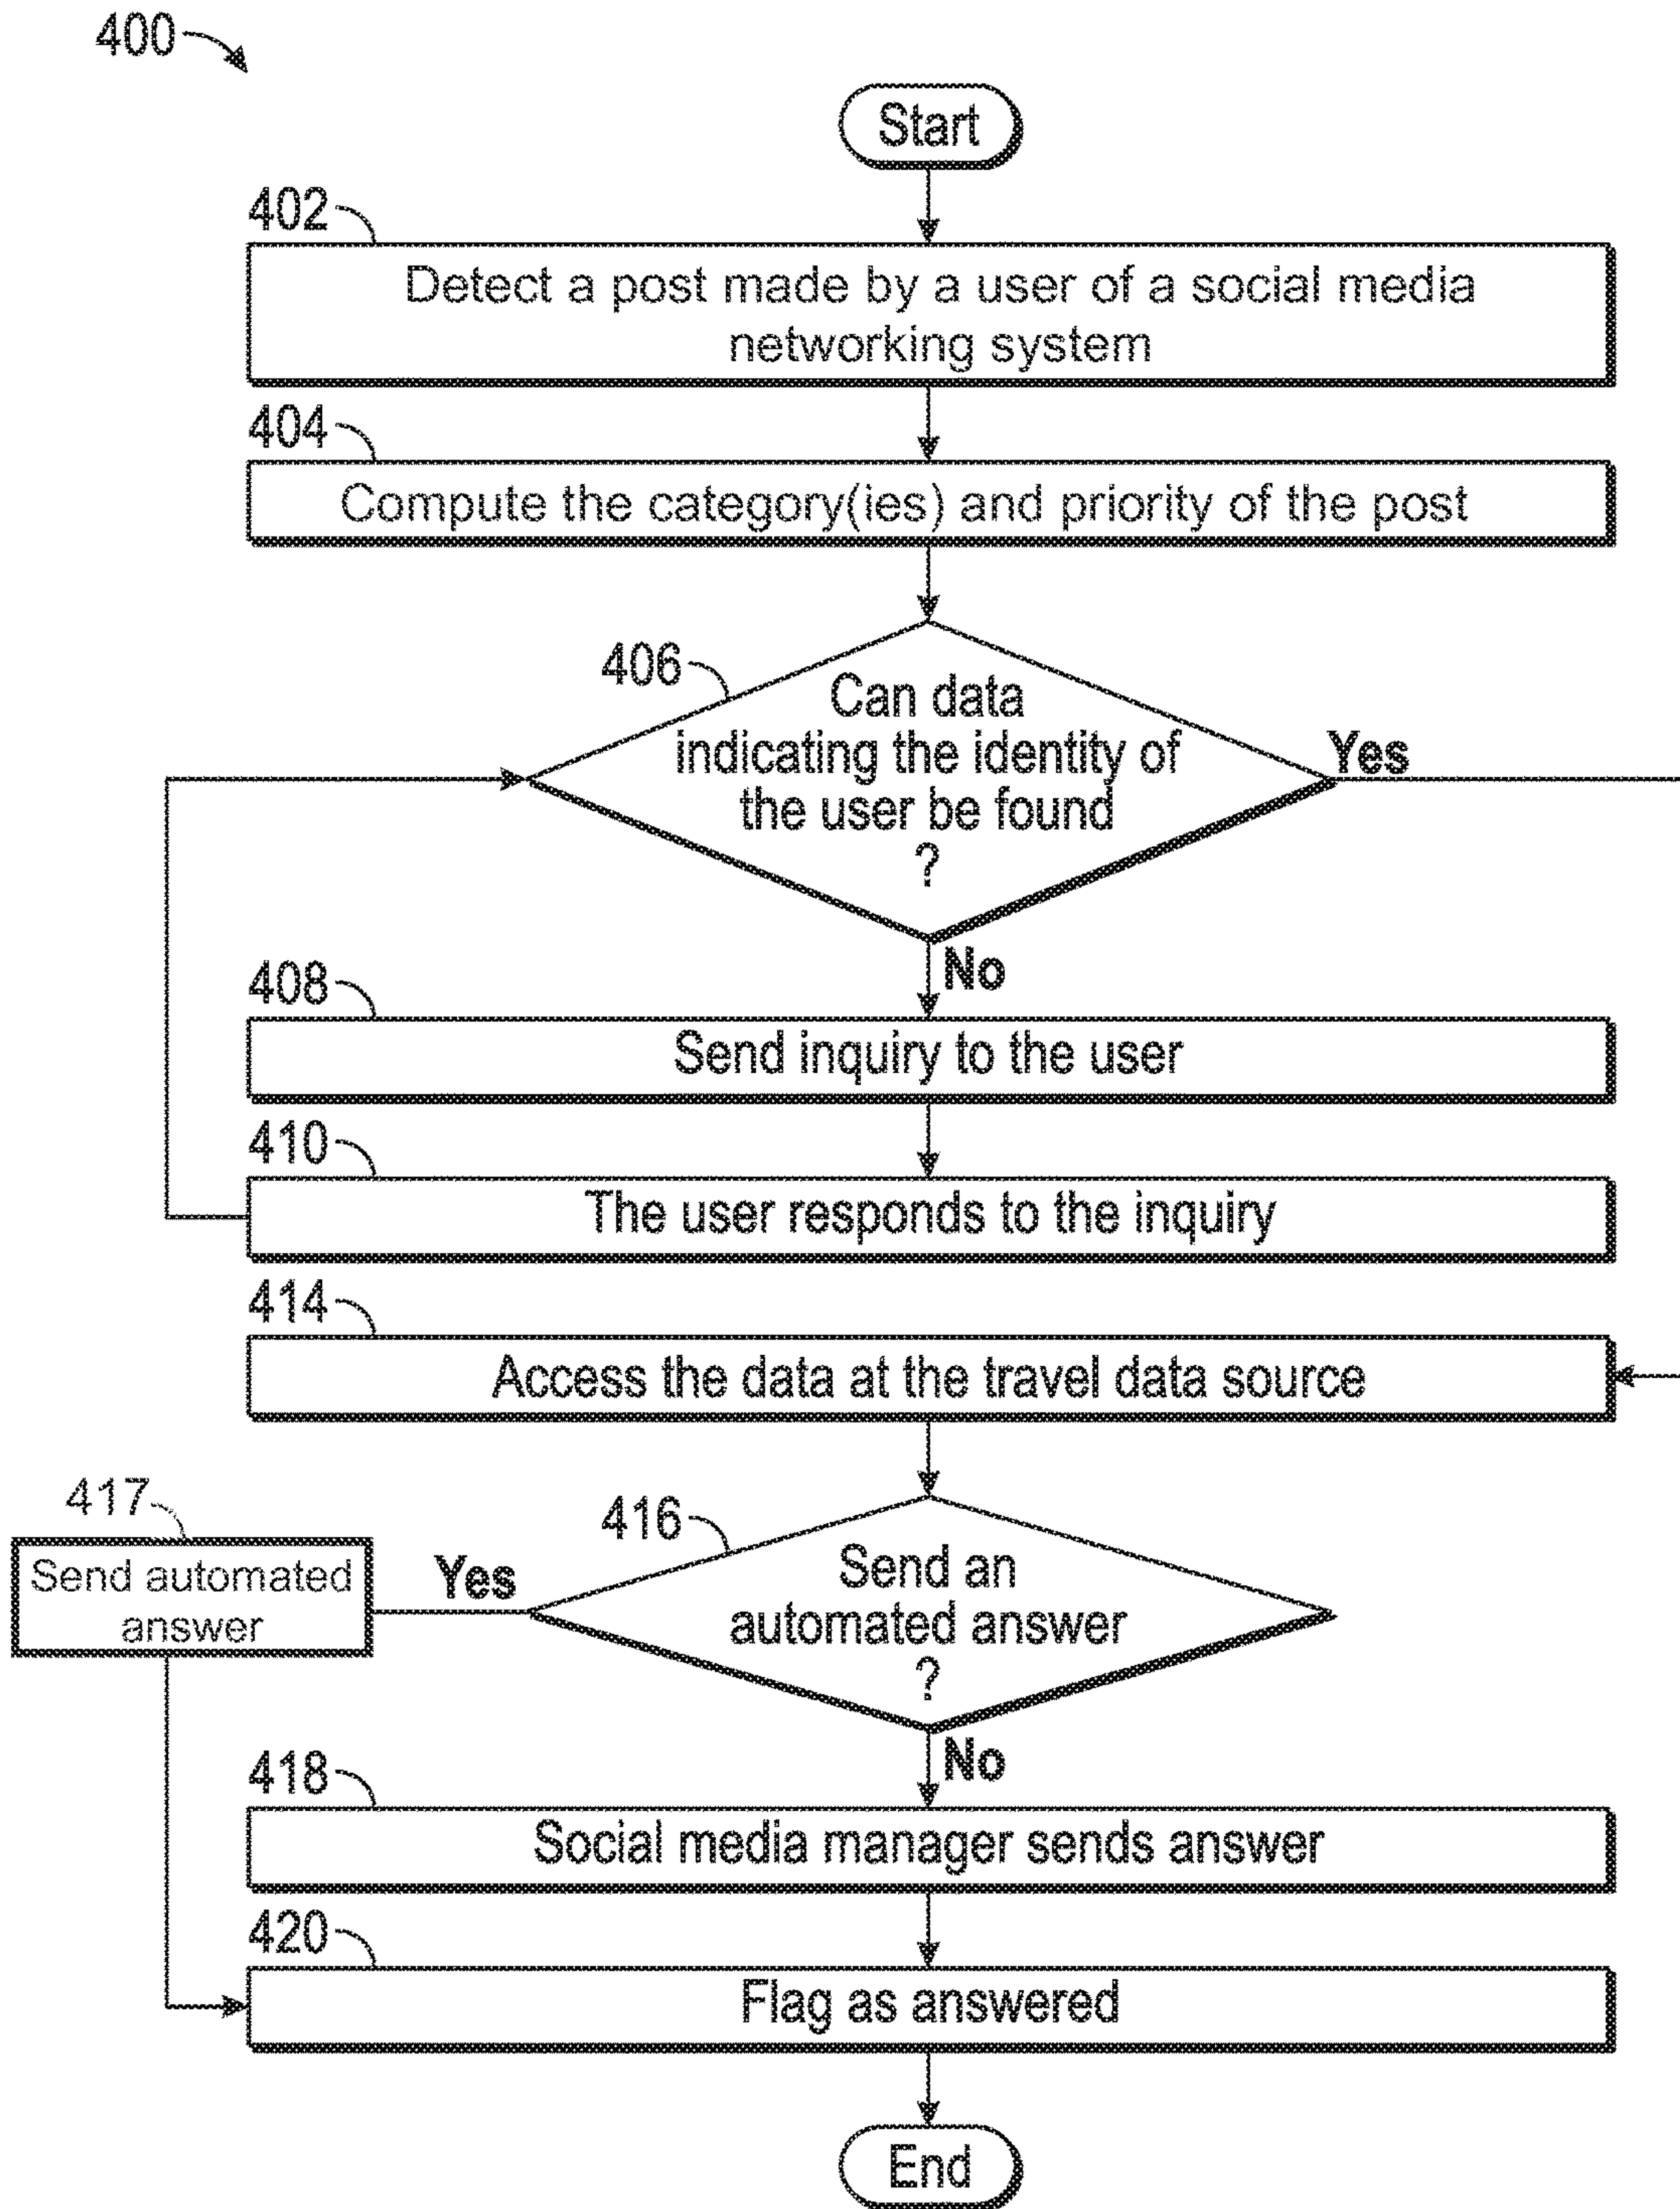 400
Start
402
Detect a post made by a user of a social media
networking system
404
Compute the category(ies) and priority of the post
406
Can data
indicating the identity of
the user be found
?
Yes
No
408
Send inquiry to the user
410
The user responds to the inquiry
414
Access the data at the travel data source
417
Send automated
answer
Yes
416
Send an
automated answer
?
No
418
Social media manager sends answer
420
Flag as answered
End